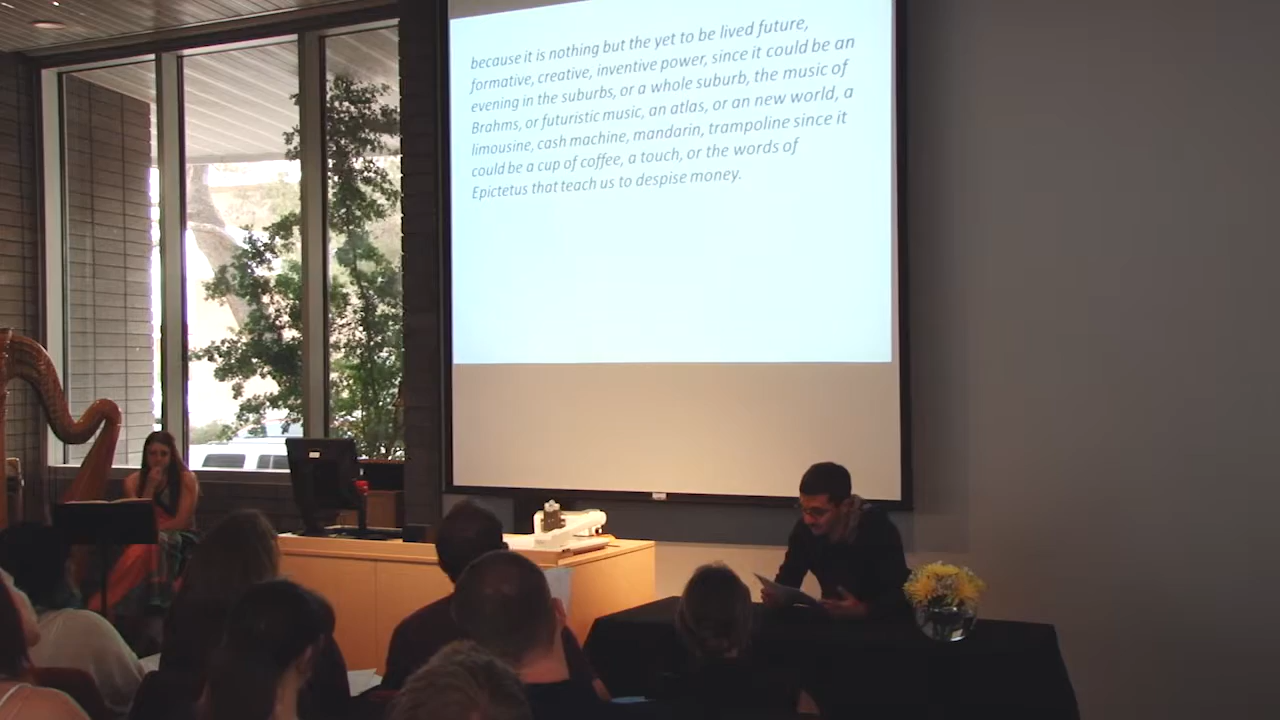 because it is nothing but the yet to be lived future,
formative, creative, inventive power, since it could be an
evening in the suburbs, or a whole suburb, the music of
Brahms, or futuristic music, an atlas, or an new world, a
limousine, cash machine, mandarin, trampoline since it
could be a cup of coffee, a touch, or the words of
Epictetus that teach us to despise money.